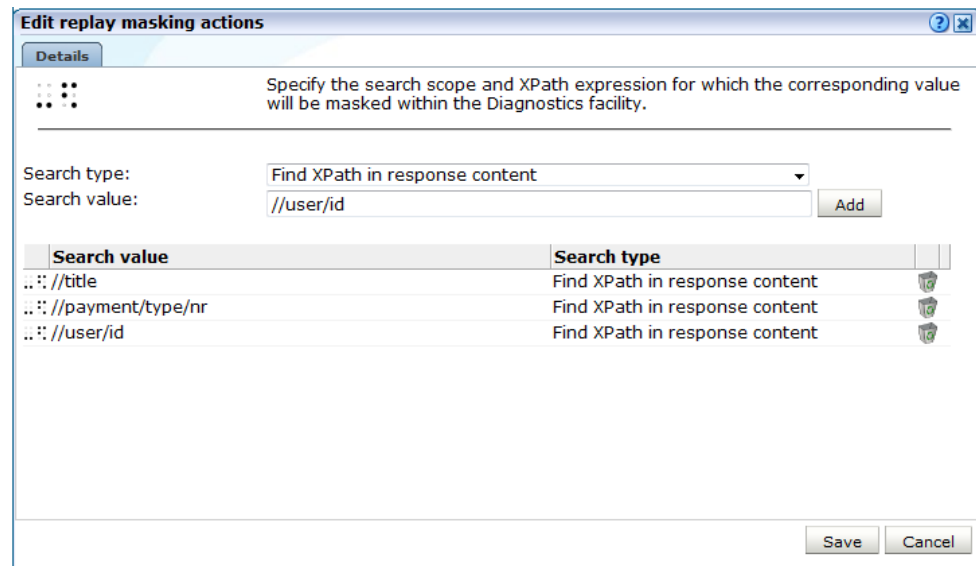 Edit replay masking actions
Details
Specify the search scope and XPath expression for which the corresponding value
will be masked within the Diagnostics facility.
Search type: Find XPath in response content
Search value: //user/id Add
Search value Search type
//title Find XPath in response content
//payment/type/nr Find XPath in response content
//user/id Find XPath in response content
Save Cancel